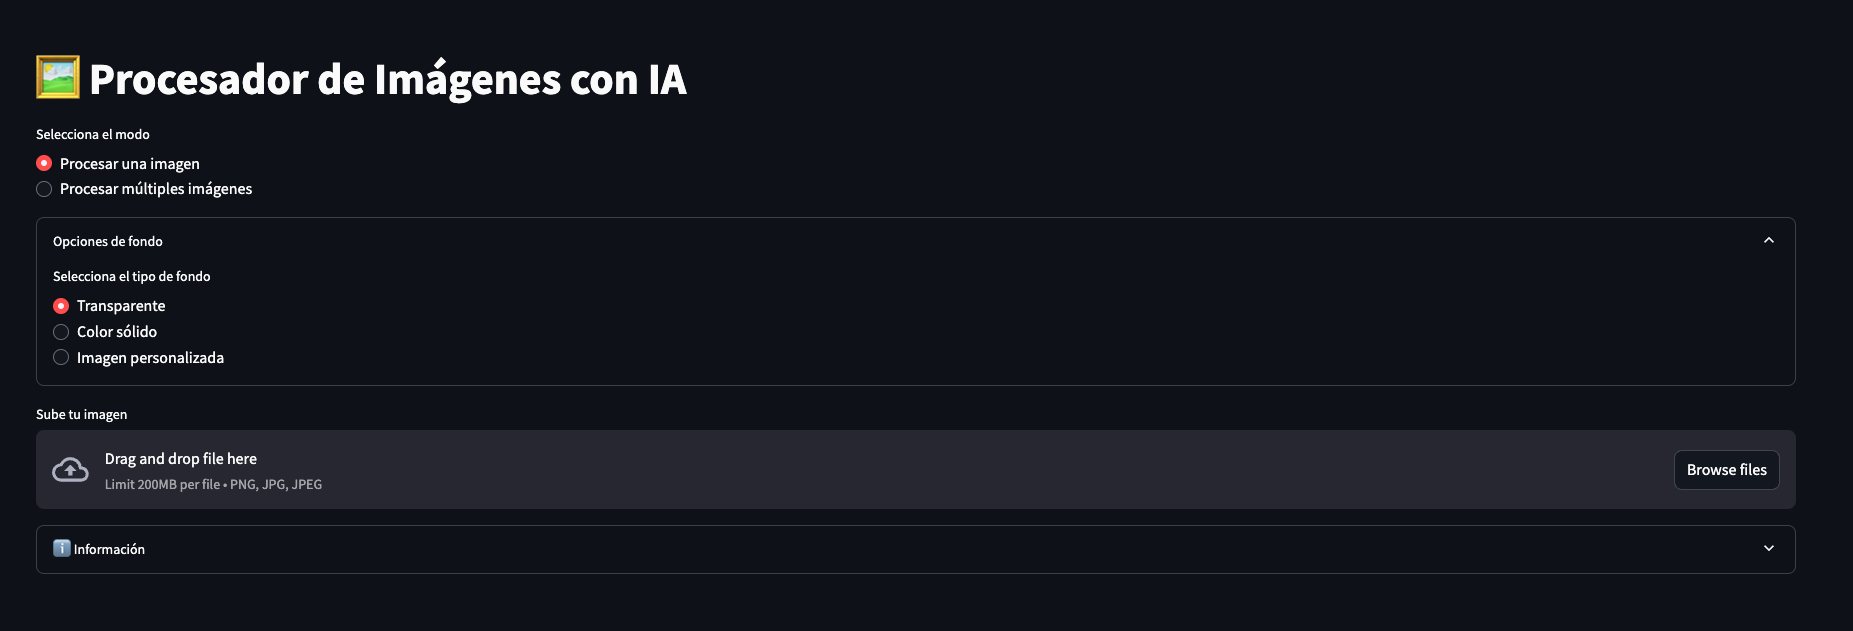 Procesador de Imágenes con IA
Selecciona el modo
Procesar una imagen
Procesar múltiples imágenes
Opciones de fondo
Selecciona el tipo de fondo
Transparente
Color sólido
Imagen personalizada
Sube tu imagen
Drag and drop file here
Limit 200MB per file • PNG, JPG, JPEG
Browse files
ℹ️ Información